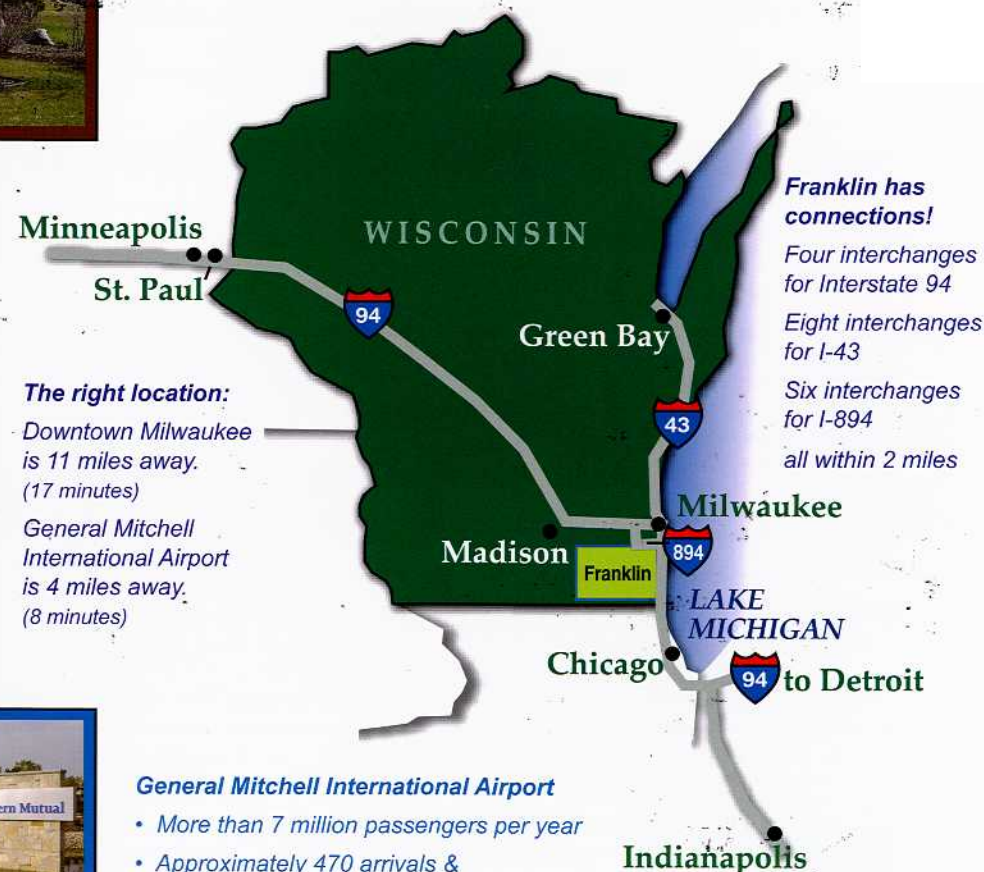 WISCONSIN
Minneapolis
St. Paul
94
Green Bay
43
Franklin has
connections!
Four interchanges
for Interstate 94
Eight interchanges
for I-43
Six interchanges
for I-894
all within 2 miles
The right location:
Downtown Milwaukee
is 11 miles away.
(17 minutes)
General Mitchell
International Airport
is 4 miles away.
(8 minutes)
Milwaukee
Madison
894
Franklin
LAKE
MICHIGAN
Chicago
94 to Detroit
Indianapolis
ern Mutual
General Mitchell International Airport
• More than 7 million passengers per year
• Approximately 470 arrivals &